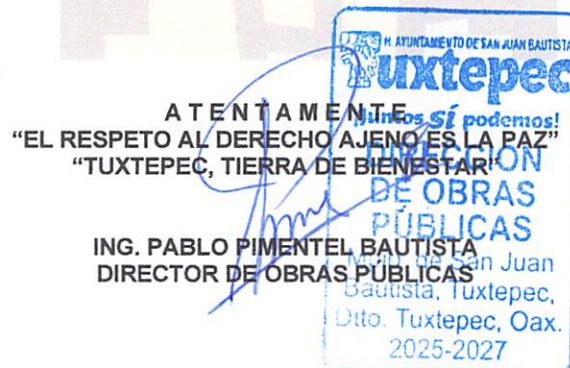 A T E N T A M E N T E
“EL RESPETO AL DERECHO AJENO ES LA PAZ”
“TUXTEPEC, TIERRA DE BIENESTAR”
ING. PABLO PIMENTEL BAUTISTA
DIRECTOR DE OBRAS PÚBLICAS
H. AYUNTAMIENTO DE SAN JUAN BAUTISTA
Tuxtepec
¡Juntos Sí podemos!
DIRECCIÓN
DE OBRAS
PÚBLICAS
Mpio. de San Juan
Bautista, Tuxtepec,
Dtto. Tuxtepec, Oax.
2025-2027